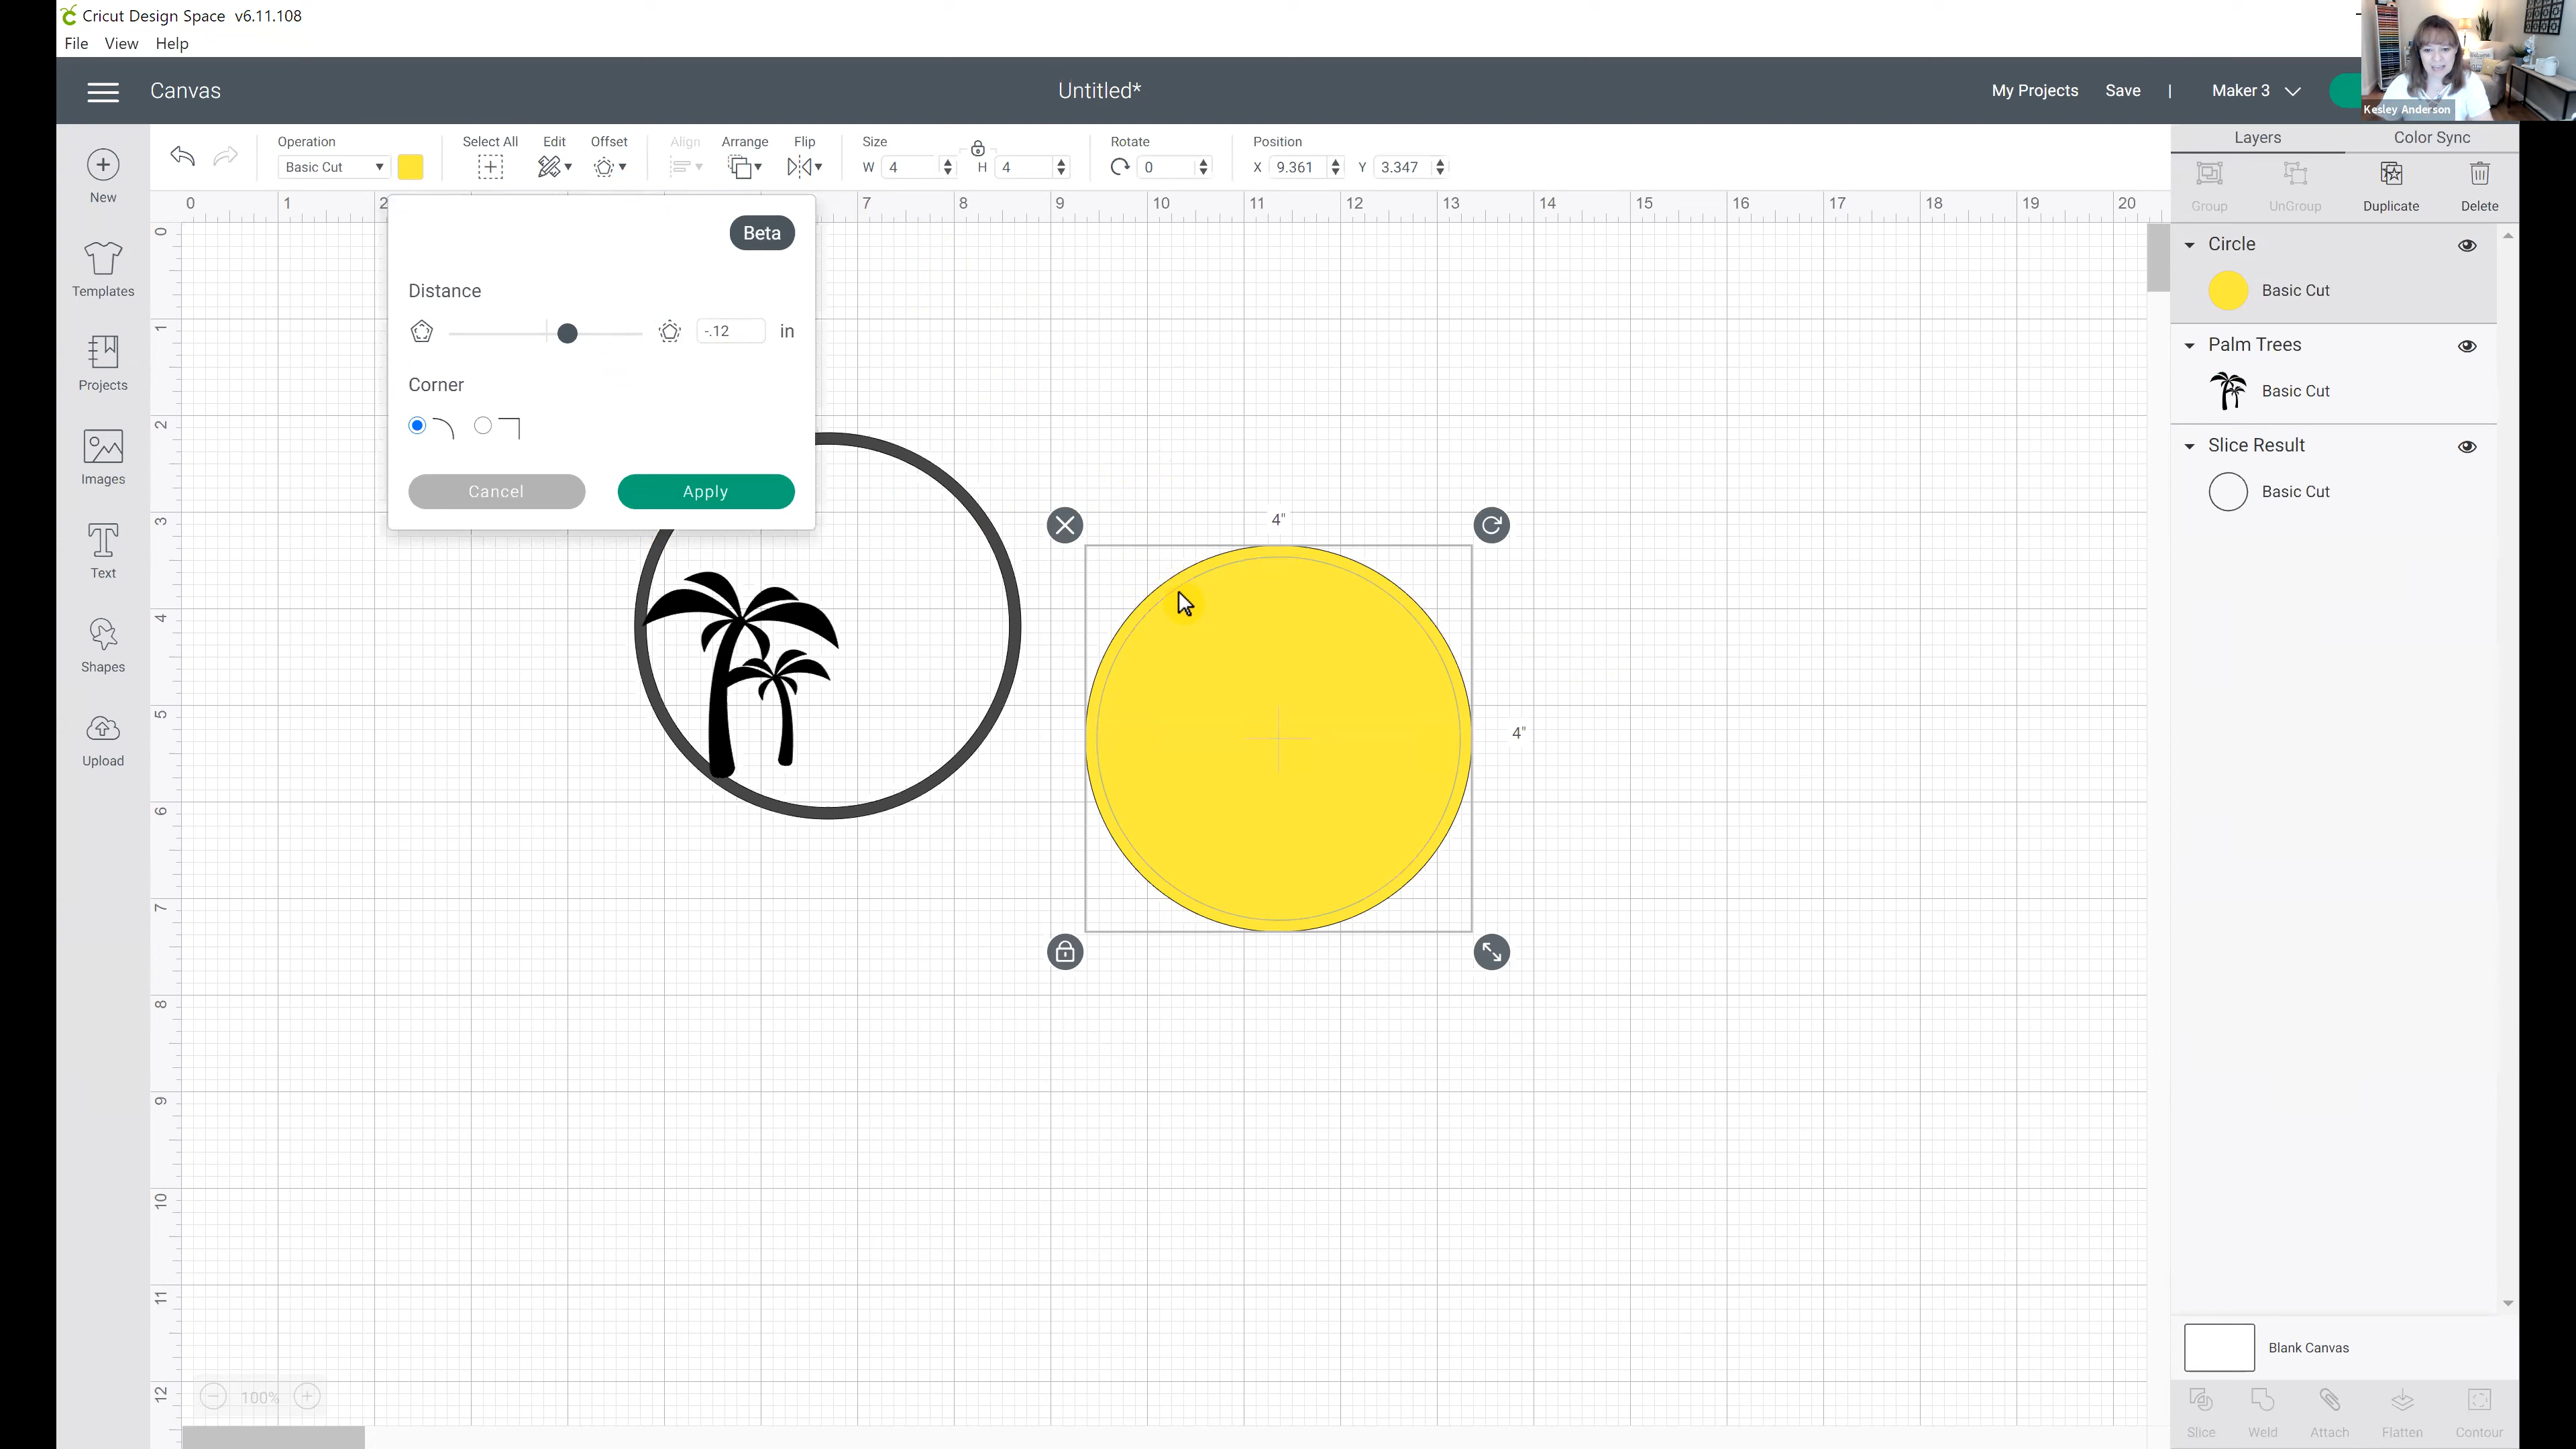 Cricut Design Space v6.11.108
File View Help
Canvas
Untitled*
My Projects Save | Maker 3
Kesley Anderson
Operation
Basic Cut
Select All
Edit
Offset
Align
Arrange
Flip
Size
W 4
H 4
Rotate
0
Position
X 9.361
Y 3.347
Layers
Color Sync
Group
UnGroup
Duplicate
Delete
New
Templates
Projects
Images
Text
Shapes
Upload
0 1 2 7 8 9 10 11 12 13 14 15 16 17 18 19 20
0
1
2
3
4
5
6
7
8
9
10
11
12
Beta
Distance
-.12 in
Corner
Cancel
Apply
4"
4"
Circle
Basic Cut
Palm Trees
Basic Cut
Slice Result
Basic Cut
Blank Canvas
100%
Slice
Weld
Attach
Flatten
Contour